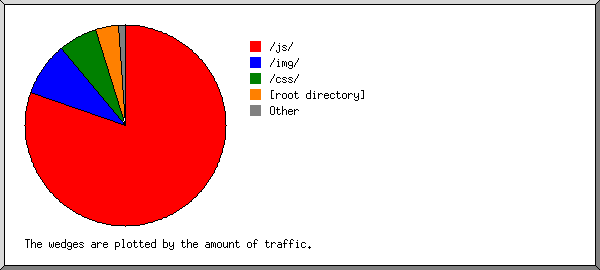 /js/
/img/
/css/
[root directory]
Other
The wedges are plotted by the amount of traffic.